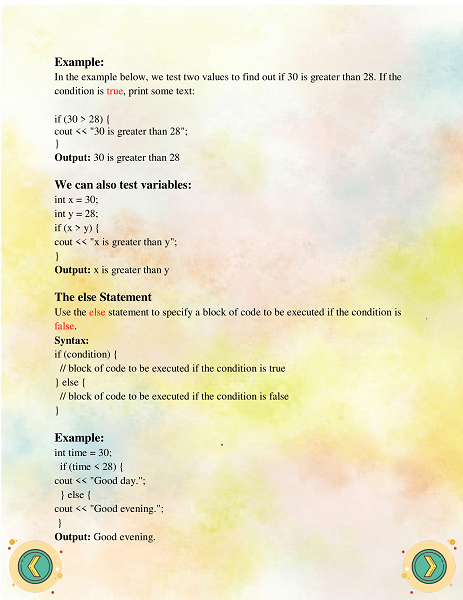 Example:
In the example below, we test two values to find out if 30 is greater than 28. If the
condition is true, print some text:
if (30 > 28) {
cout << "30 is greater than 28";
}
Output: 30 is greater than 28
We can also test variables:
int x = 30;
int y = 28;
if (x > y) {
cout << "x is greater than y";
}
Output: x is greater than y
The else Statement
Use the else statement to specify a block of code to be executed if the condition is
false.
Syntax:
if (condition) {
  // block of code to be executed if the condition is true
} else {
  // block of code to be executed if the condition is false
}
Example:
int time = 30;
  if (time < 28) {
cout << "Good day.";
  } else {
cout << "Good evening.";
 }
Output: Good evening.